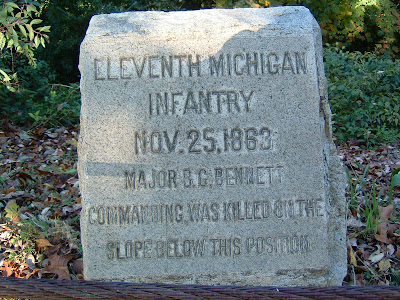 ELEVENTH MICHIGAN
INFANTRY
NOV. 25, 1863
MAJOR B. G. BENNETT
COMMANDING, WAS KILLED ON THE
SLOPE BELOW THIS POSITION.